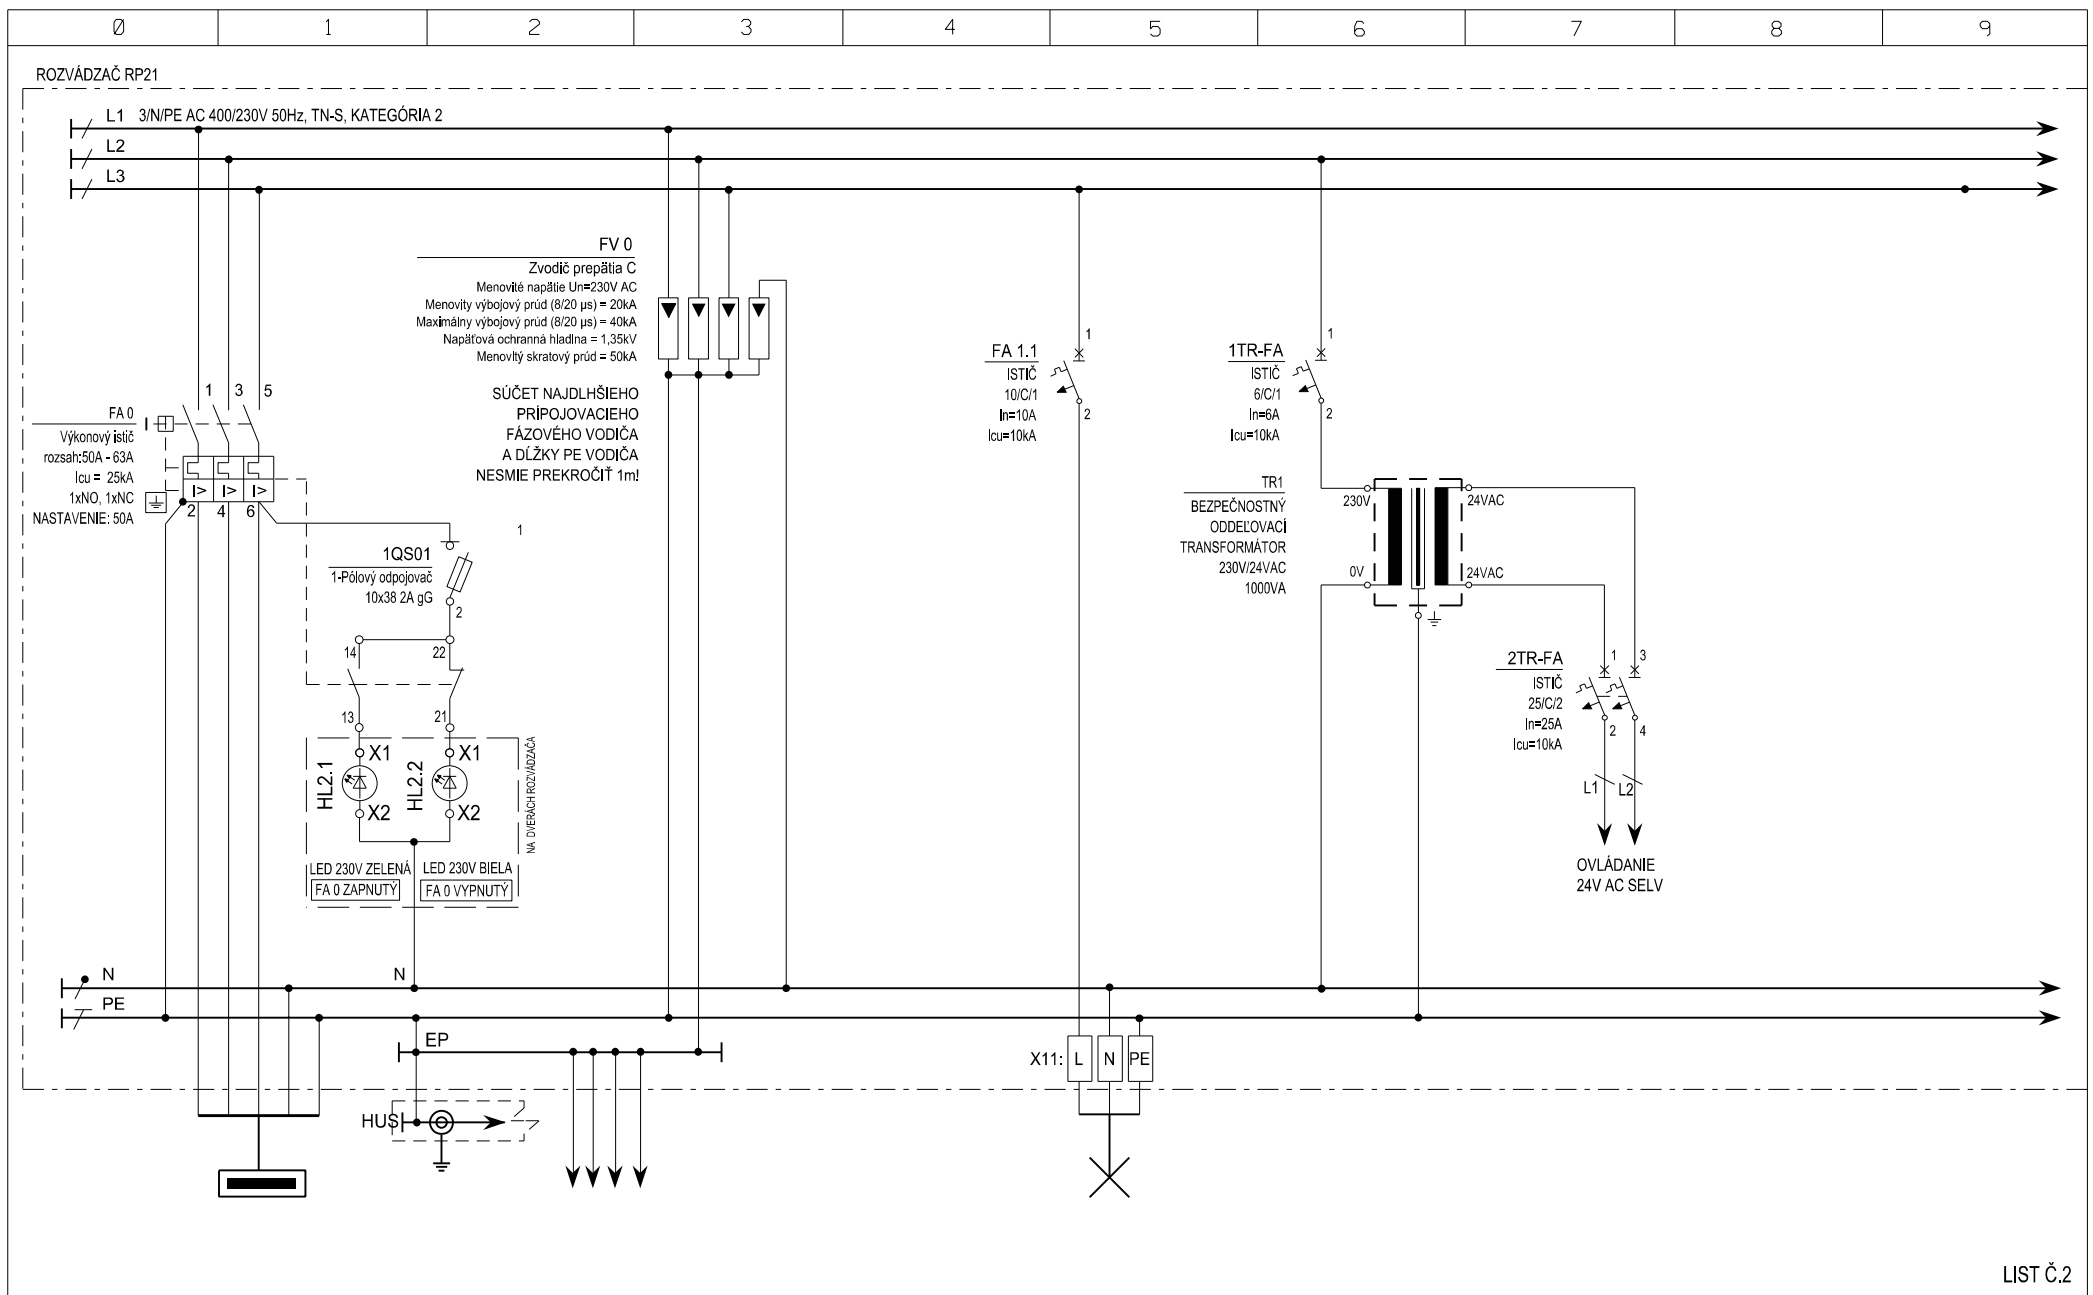 Ø 1 2 3 4 5 6 7 8 9
ROZVÁDZAČ RP21
L1 3/N/PE AC 400/230V 50Hz, TN-S, KATEGÓRIA 2
L2
L3
FV 0
Zvodič prepätia C
Menovité napätie Un=230V AC
Menovity výbojový prúd (8/20 µs) = 20kA
Maximálny výbojový prúd (8/20 µs) = 40kA
Napäťová ochranná hladina = 1,35kV
Menovitý skratový prúd = 50kA
SÚČET NAJDLHŠIEHO
PRÍPOJOVACIEHO
FÁZOVÉHO VODIČA
A DĹŽKY PE VODIČA
NESMIE PREKROČIŤ 1m!
1 3 5
FA 0
Výkonový istič
rozsah:50A - 63A
Icu = 25kA
1xNO, 1xNC
NASTAVENIE: 50A
I
I> I> I>
2 4 6
1
1QS01
1-Pólový odpojovač
10x38 2A gG
2
14 22
13 21
X1 X1
HL2.1
HL2.2
X2 X2
NA DVERÁCH ROZVÁDZAČA
LED 230V ZELENÁ
FA 0 ZAPNUTÝ
LED 230V BIELA
FA 0 VYPNUTÝ
FA 1.1
ISTIČ
10/C/1
In=10A
Icu=10kA
1
2
1TR-FA
ISTIČ
6/C/1
In=6A
Icu=10kA
1
2
TR1
BEZPEČNOSTNÝ
ODDEĽOVACÍ
TRANSFORMÁTOR
230V/24VAC
1000VA
230V 24VAC
0V 24VAC
2TR-FA
ISTIČ
25/C/2
In=25A
Icu=10kA
1 3
2 4
L1 L2
OVLÁDANIE
24V AC SELV
N N
PE
EP
HUS
X11: L N PE
LIST Č.2